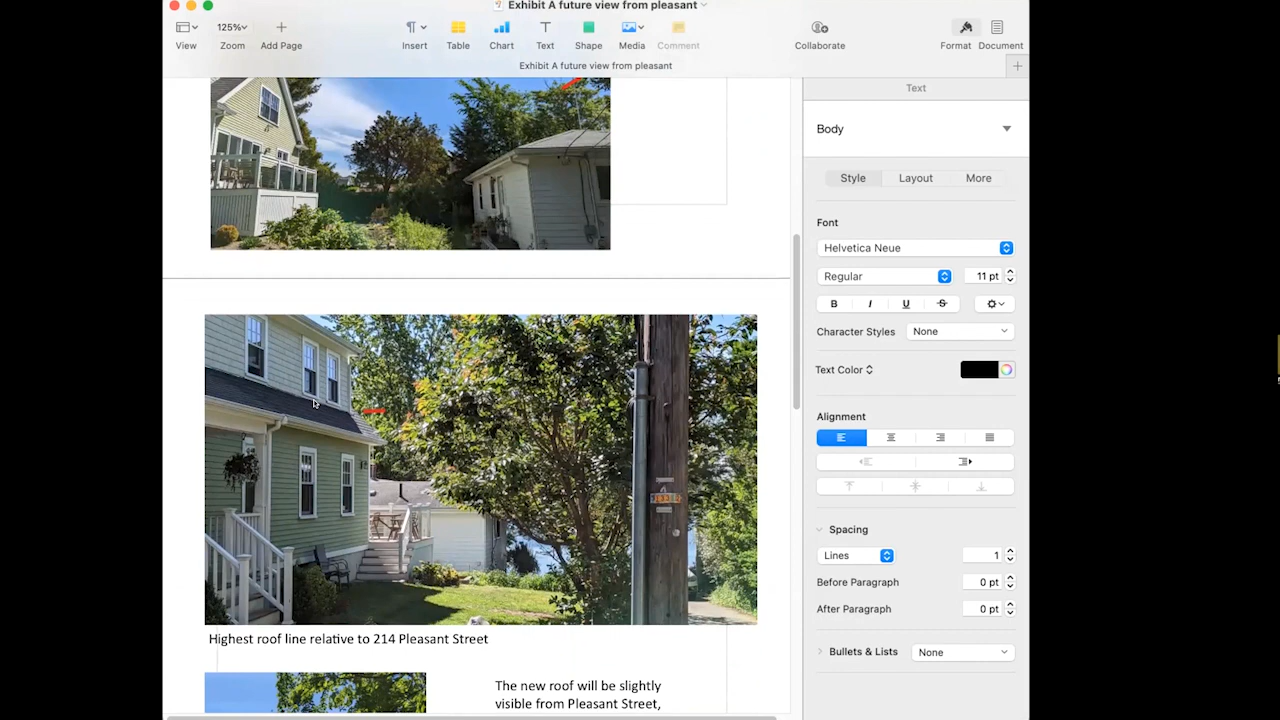 Exhibit A future view from pleasant
125%
View
Zoom
Add Page
Insert
Table
Chart
Text
Shape
Media
Comment
Collaborate
Format
Document
Exhibit A future view from pleasant
Text
Body
Style
Layout
More
Font
Helvetica Neue
Regular
11 pt
B I U S
Character Styles
None
Text Color
Alignment
Spacing
Lines
1
Before Paragraph
0 pt
After Paragraph
0 pt
Bullets & Lists
None
Highest roof line relative to 214 Pleasant Street
The new roof will be slightly
visible from Pleasant Street,